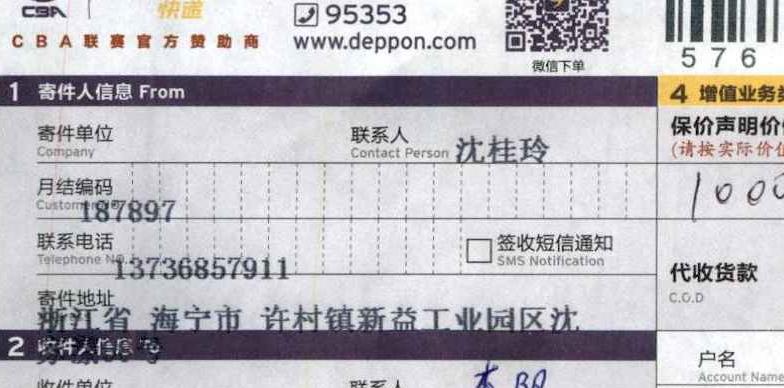 CBA 快递 95353
CBA联赛官方赞助商 www.deppon.com
微信下单
576
1 寄件人信息 From
4 增值业务
寄件单位 联系人 沈桂玲
Company Contact Person
保价声明价
(请按实际价
月结编码
Customer 187897
1000
联系电话 签收短信通知
Telephone 13736857911 SMS Notification
代收货款
C.O.D
寄件地址
浙江省 海宁市 许村镇新益工业园区沈
2 收件人信息
户名
Account Name
收件单位 联系人